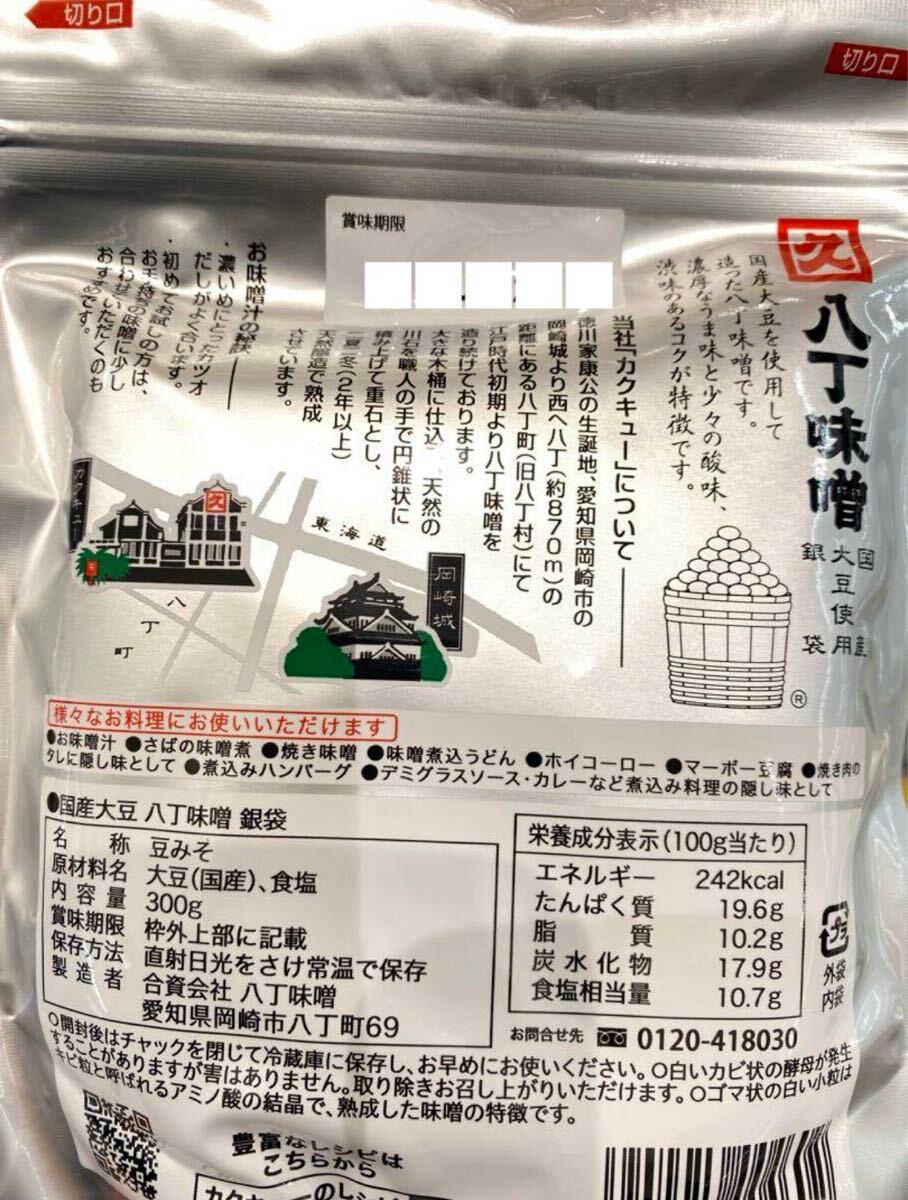 切り口
切り口
賞味期限
久
八丁味噌
国産
大豆使用
銀袋
国産大豆を使用して
造った八丁味噌です。
濃厚なうま味と少々の酸味、
渋味のあるコクが特徴です。
®
当社「カクキュー」について
徳川家康公の生誕地、愛知県岡崎市の
岡崎城より西へ八丁(約870m)の
距離にある八丁町(旧八丁村)にて
江戸時代初期より八丁味噌を
造り続けております。
大きな木桶に仕込 、天然の
川石を職人の手で円錐状に
積み上げて重石とし、
二夏二冬(2年以上)
天然醸造で熟成
させています。
お味噌汁の秘訣
・濃いめにとったカツオ
だしがよく合います。
・初めてお試しの方は、
お手持ちの味噌に少し
合わせていただくのも
おすすめです。
カクキュー
久
東海道
岡崎城
八丁町
様々なお料理にお使いいただけます
●お味噌汁 ●さばの味噌煮 ●焼き味噌 ●味噌煮込うどん ●ホイコーロー ●マーボー豆腐 ●焼き肉の
タレに隠し味として ●煮込みハンバーグ ●デミグラスソース・カレーなど煮込み料理の隠し味として
●国産大豆 八丁味噌 銀袋
名称 豆みそ
原材料名 大豆(国産)、食塩
内容量 300g
賞味期限 枠外上部に記載
保存方法 直射日光をさけ常温で保存
製造者 合資会社 八丁味噌
愛知県岡崎市八丁町69
栄養成分表示(100g当たり)
エネルギー 242kcal
たんぱく質 19.6g
脂質 10.2g
炭水化物 17.9g
食塩相当量 10.7g
プラ
外袋
内袋
お問合せ先 0120-418030
○開封後はチャックを閉じて冷蔵庫に保存し、お早めにお使いください。○白いカビ状の酵母が発生
することがありますが害はありません。取り除きお召し上がりいただけます。○ゴマ状の白い小粒は
キビ粒と呼ばれるアミノ酸の結晶で、熟成した味噌の特徴です。
豊富なレシピは
こちらから